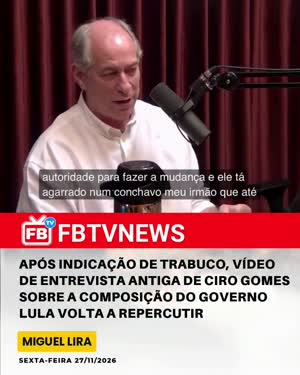 autoridade para fazer a mudança e ele tá
agarrado num conchavo meu irmão que até
TV
FB
FBTVNEWS
APÓS INDICAÇÃO DE TRABUCO, VÍDEO
DE ENTREVISTA ANTIGA DE CIRO GOMES
SOBRE A COMPOSIÇÃO DO GOVERNO
LULA VOLTA A REPERCUTIR
MIGUEL LIRA
SEXTA-FEIRA 27/11/2026